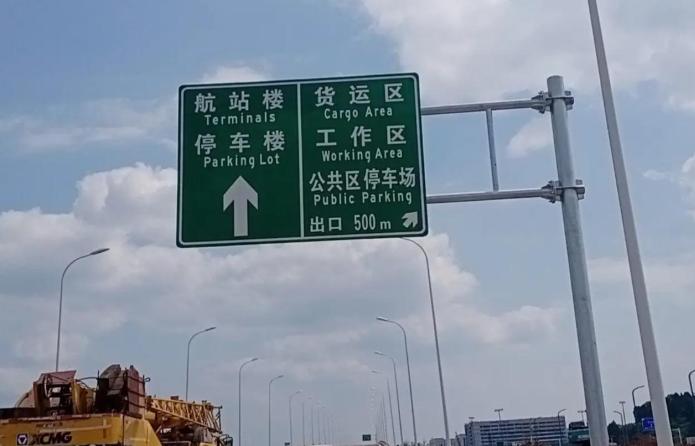 航站楼
Terminals
停车楼
Parking Lot
货运区
Cargo Area
工作区
Working Area
公共区停车场
Public Parking
出口 500 m
XCMG